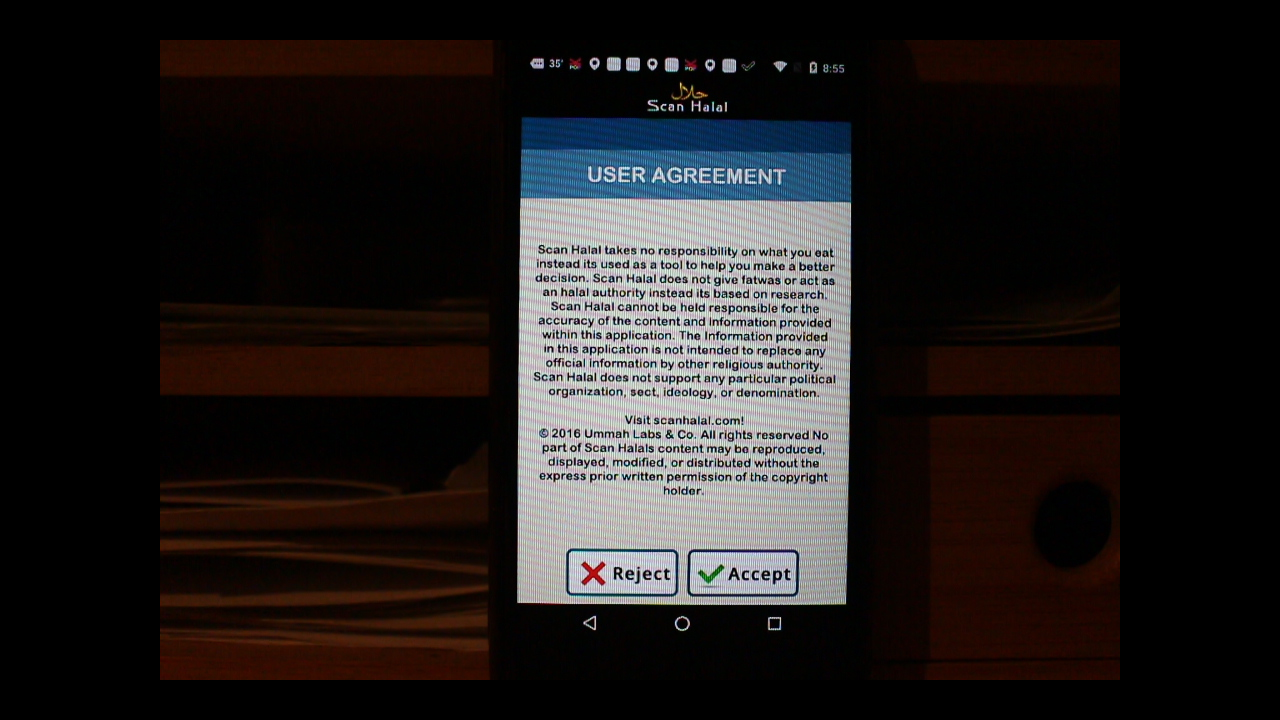 35°
8:55
حلال
Scan Halal
USER AGREEMENT
Scan Halal takes no responsibility on what you eat
instead its used as a tool to help you make a better
decision. Scan Halal does not give fatwas or act as
an halal authority instead its based on research.
Scan Halal cannot be held responsible for the
accuracy of the content and information provided
within this application. The Information provided
in this application is not intended to replace any
official information by other religious authority.
Scan Halal does not support any particular political
organization, sect, ideology, or denomination.
Visit scanhalal.com!
© 2016 Ummah Labs & Co. All rights reserved No
part of Scan Halals content may be reproduced,
displayed, modified, or distributed without the
express prior written permission of the copyright
holder.
Reject
Accept